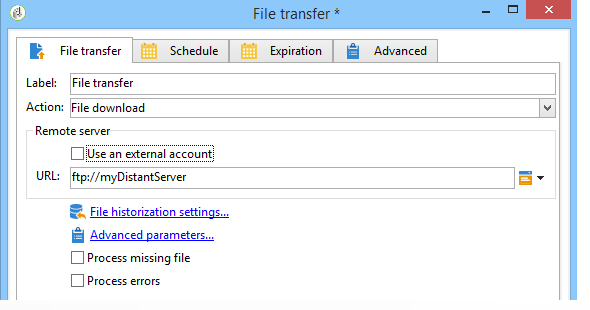 File transfer *
File transfer Schedule Expiration Advanced
Label: File transfer
Action: File download
Remote server
Use an external account
URL: ftp://myDistantServer
File historization settings...
Advanced parameters...
Process missing file
Process errors